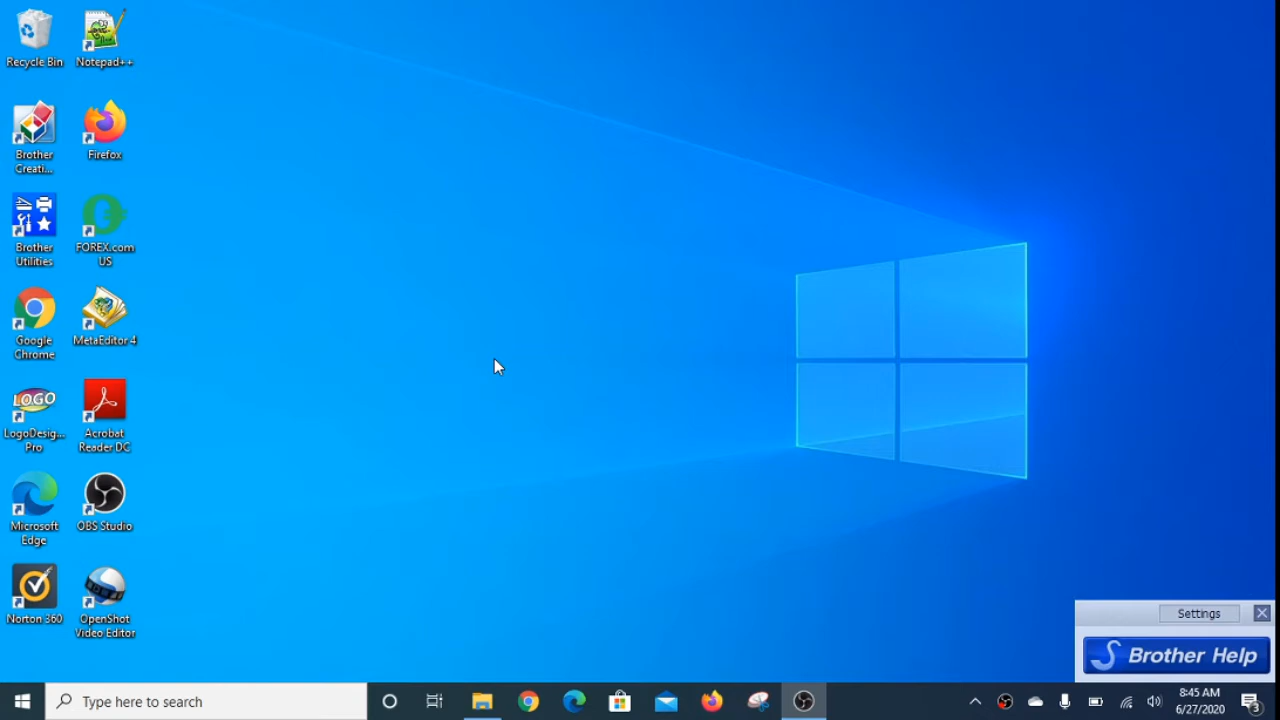 Recycle Bin
Notepad++
Brother
Creati...
Firefox
Brother
Utilities
FOREX.com
US
Google
Chrome
MetaEditor 4
LOGO
LogoDesig...
Pro
Acrobat
Reader DC
Microsoft
Edge
OBS Studio
Norton 360
OpenShot
Video Editor
Settings
Brother Help
Type here to search
8:45 AM
6/27/2020
3